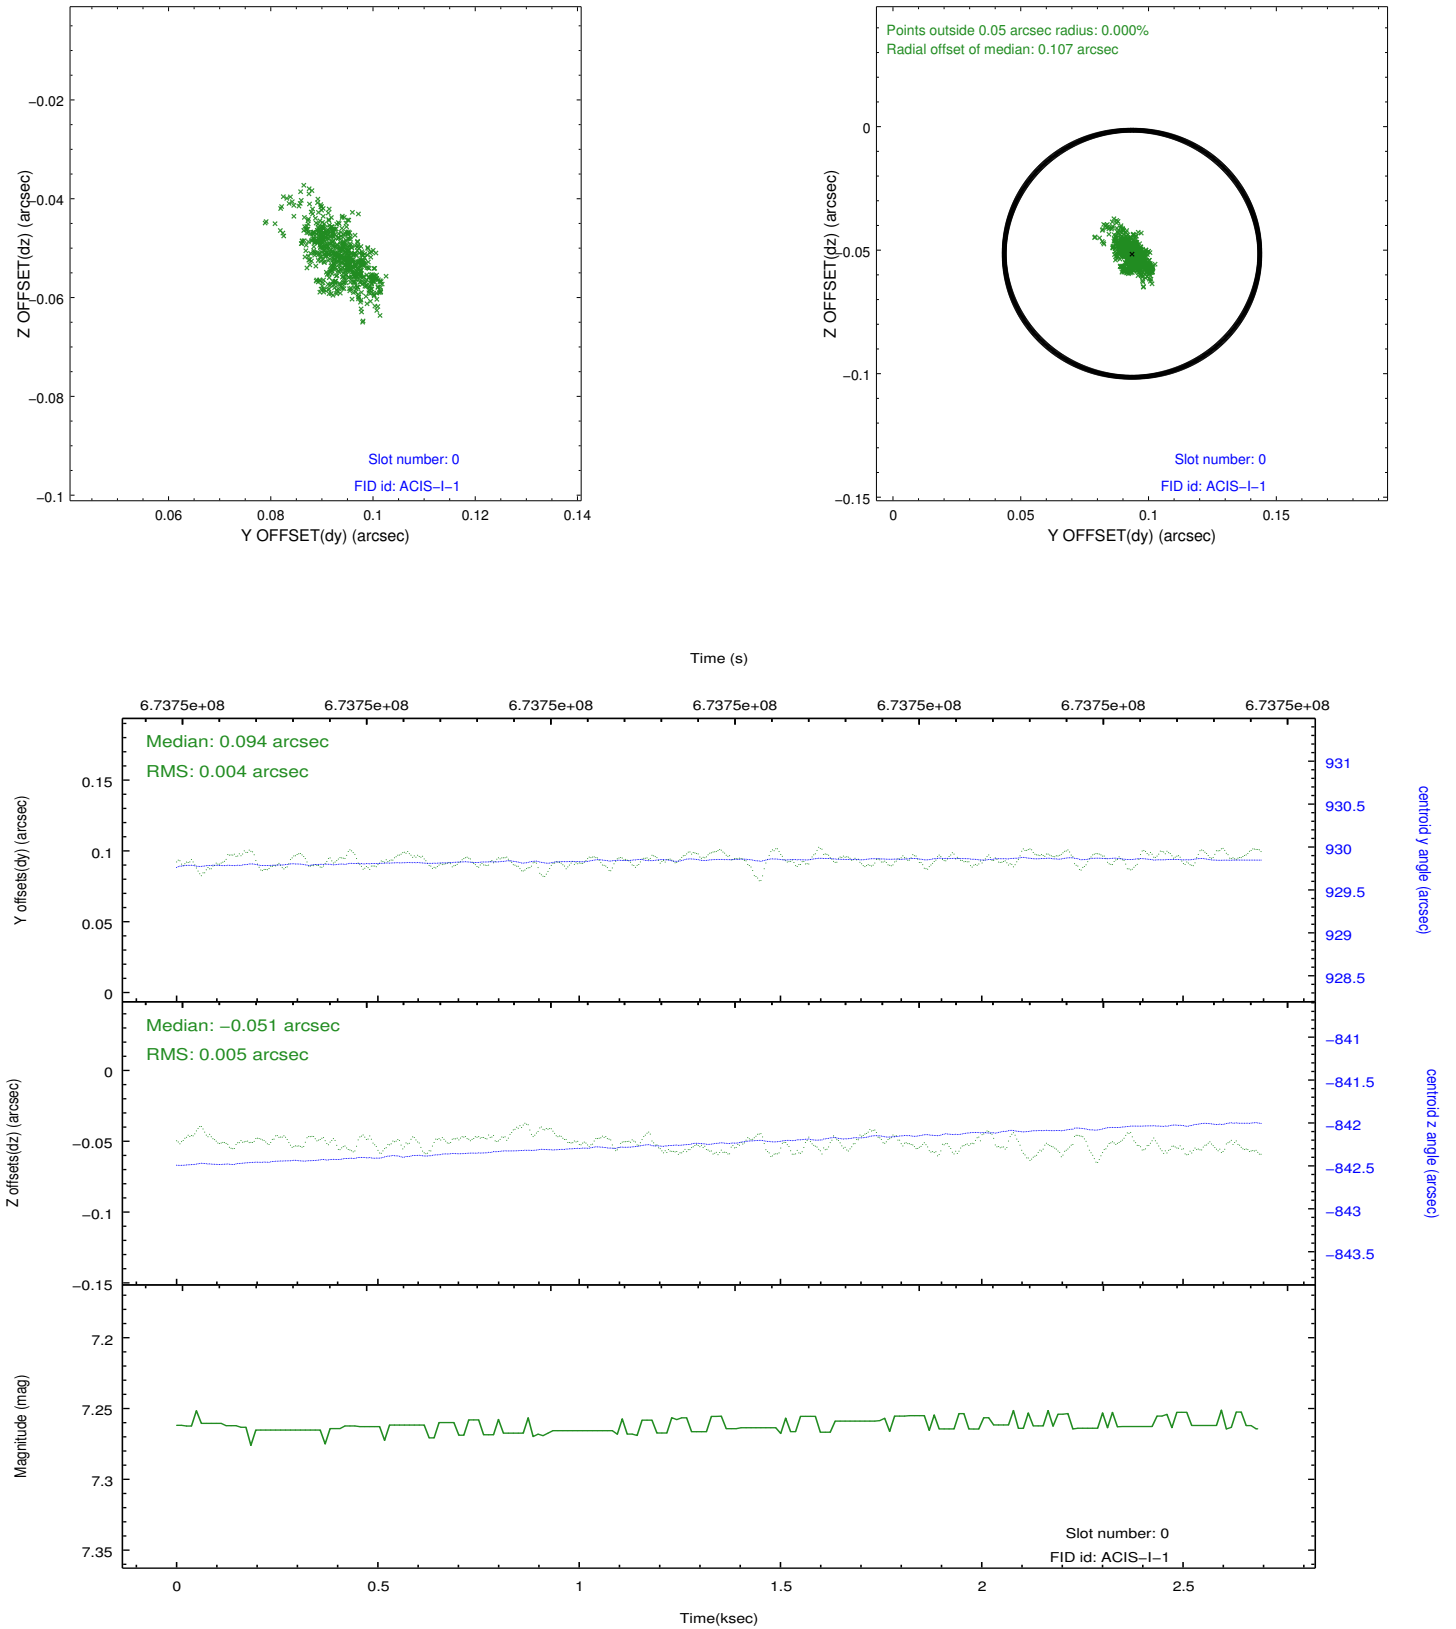 −0.02
−0.04
−0.06
−0.08
−0.1
Z OFFSET(dz) (arcsec)
Slot number: 0
FID id: ACIS−I−1
0.06 0.08 0.1 0.12 0.14
Y OFFSET(dy) (arcsec)
Points outside 0.05 arcsec radius: 0.000%
Radial offset of median: 0.107 arcsec
0
−0.05
−0.1
−0.15
Z OFFSET(dz) (arcsec)
Slot number: 0
FID id: ACIS−I−1
0 0.05 0.1 0.15
Y OFFSET(dy) (arcsec)
Time (s)
6.7375e+08 6.7375e+08 6.7375e+08 6.7375e+08 6.7375e+08 6.7375e+08 6.7375e+08
Median: 0.094 arcsec
RMS: 0.004 arcsec
0.15
0.1
0.05
0
Y offsets(dy) (arcsec)
931
930.5
930
929.5
929
928.5
centroid y angle (arcsec)
Median: −0.051 arcsec
RMS: 0.005 arcsec
0
−0.05
−0.1
−0.15
Z offsets(dz) (arcsec)
−841
−841.5
−842
−842.5
−843
−843.5
centroid z angle (arcsec)
7.2
7.25
7.3
7.35
Magnitude (mag)
Slot number: 0
FID id: ACIS−I−1
0 0.5 1 1.5 2 2.5
Time(ksec)